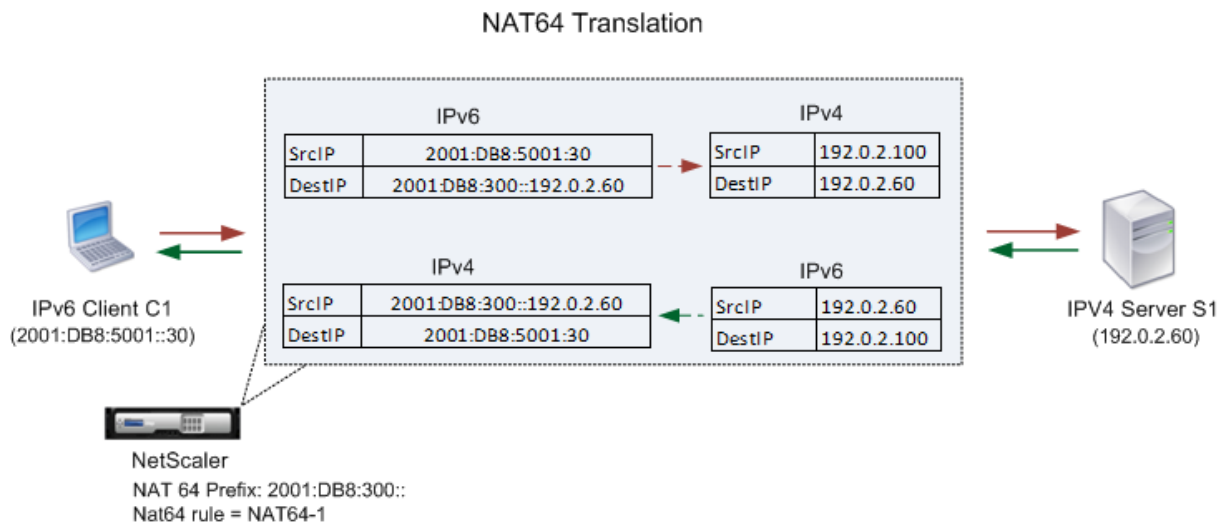 NAT64 Translation
IPv6
SrcIP 2001:DB8:5001:30
DestIP 2001:DB8:300::192.0.2.60
IPv4
SrcIP 192.0.2.100
DestIP 192.0.2.60
IPv4
SrcIP 2001:DB8:300::192.0.2.60
DestIP 2001:DB8:5001:30
IPv6
SrcIP 192.0.2.60
DestIP 192.0.2.100
IPv6 Client C1
(2001:DB8:5001::30)
IPV4 Server S1
(192.0.2.60)
NetScaler
NAT 64 Prefix: 2001:DB8:300::
Nat64 rule = NAT64-1